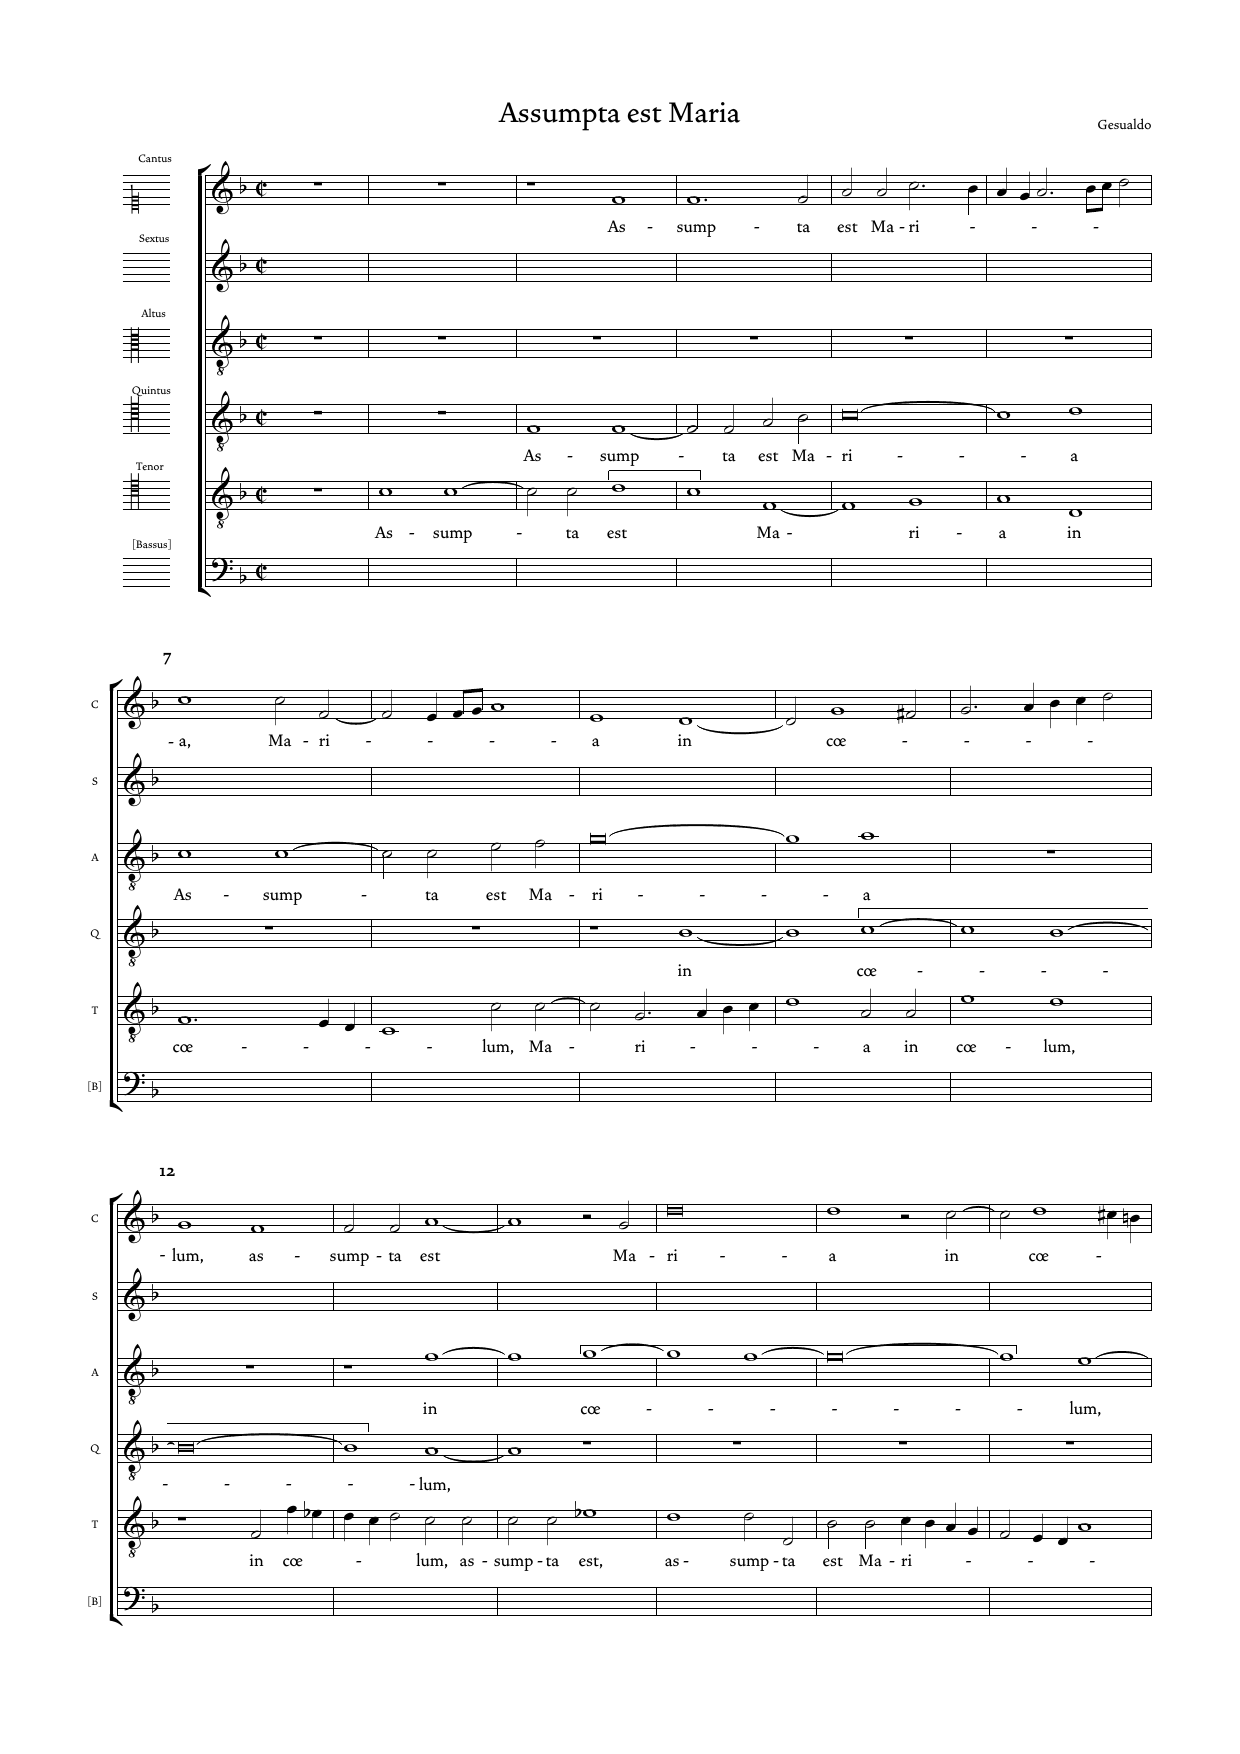 Assumpta est Maria
Gesualdo
Cantus
As - sump - ta est Ma - ri - - -
Sextus
Altus
Quintus
As - sump - ta est Ma - ri - - - a
Tenor
As - sump - ta est Ma - ri - a in
[Bassus]
7
C
- a, Ma - ri - - - a in cœ - - - -
S
A
As - sump - ta est Ma - ri - - - - a
Q
in cœ - - - -
T
cœ - - - - lum, Ma - ri - - - a in cœ - lum,
[B]
12
C
- lum, as - sump - ta est Ma - ri - - a in cœ -
S
A
in cœ - - - - - - - lum,
Q
- - - - - lum,
T
in cœ - lum, as - sump - ta est, as - sump - ta est Ma - ri - - -
[B]